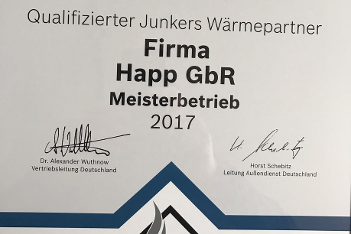 Qualifizierter Junkers Wärmepartner
Firma
Happ GbR
Meisterbetrieb
2017
Dr. Alexander Wuthnow
Vertriebsleitung Deutschland
Horst Schebitz
Leitung Außendienst Deutschland